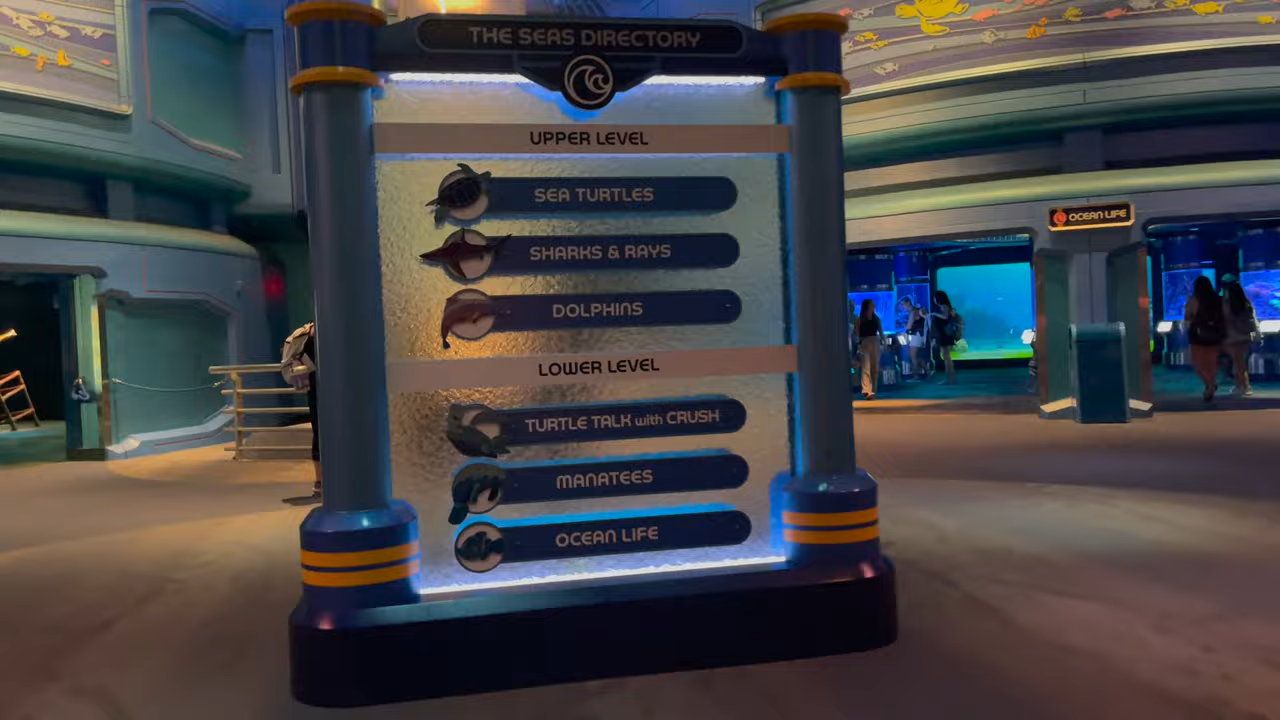 THE SEAS DIRECTORY
UPPER LEVEL
SEA TURTLES
SHARKS & RAYS
DOLPHINS
LOWER LEVEL
TURTLE TALK with CRUSH
MANATEES
OCEAN LIFE
OCEAN LIFE